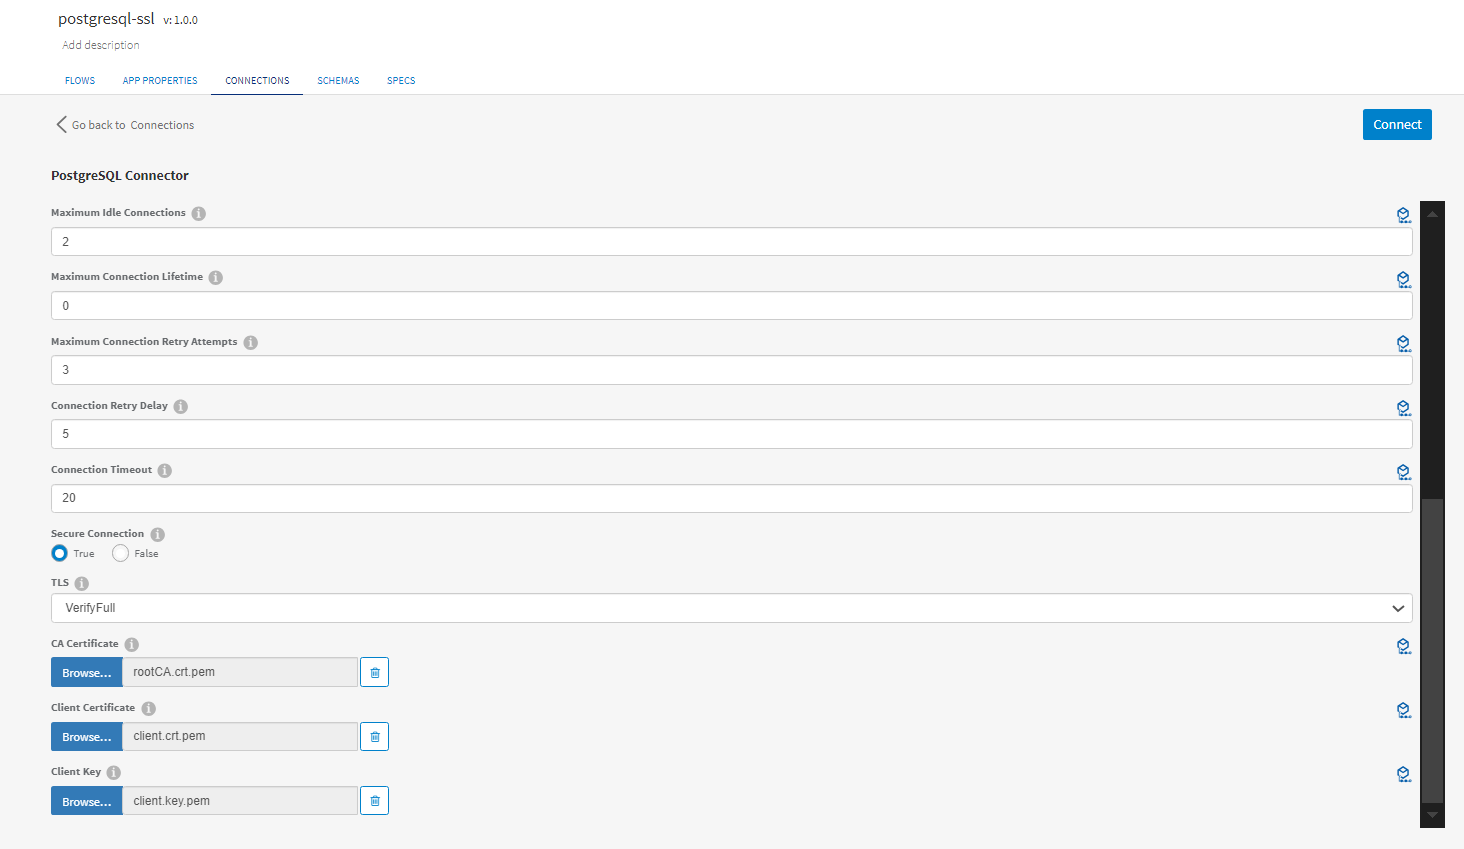 postgresql-ssl v: 1.0.0
Add description
FLOWS APP PROPERTIES CONNECTIONS SCHEMAS SPECS
Go back to Connections
Connect
PostgreSQL Connector
Maximum Idle Connections
2
Maximum Connection Lifetime
0
Maximum Connection Retry Attempts
3
Connection Retry Delay
5
Connection Timeout
20
Secure Connection
True False
TLS
VerifyFull
CA Certificate
Browse... rootCA.crt.pem
Client Certificate
Browse... client.crt.pem
Client Key
Browse... client.key.pem